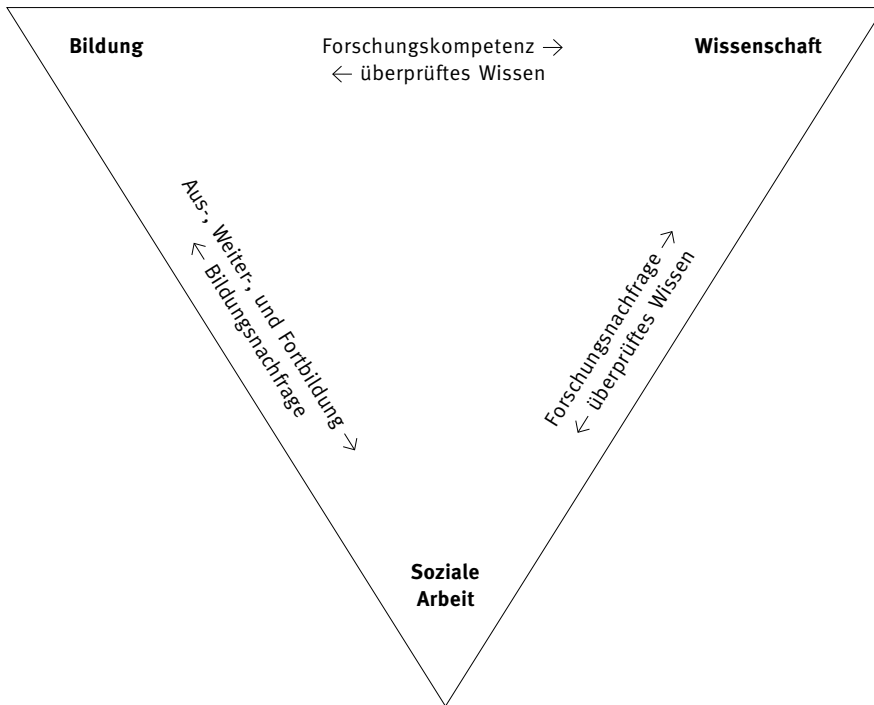 Bildung
Forschungskompetenz →
← überprüftes Wissen
Wissenschaft
Aus-, Weiter-, und Fortbildung →
← Bildungsnachfrage
Forschungsnachfrage →
← überprüftes Wissen
Soziale
Arbeit